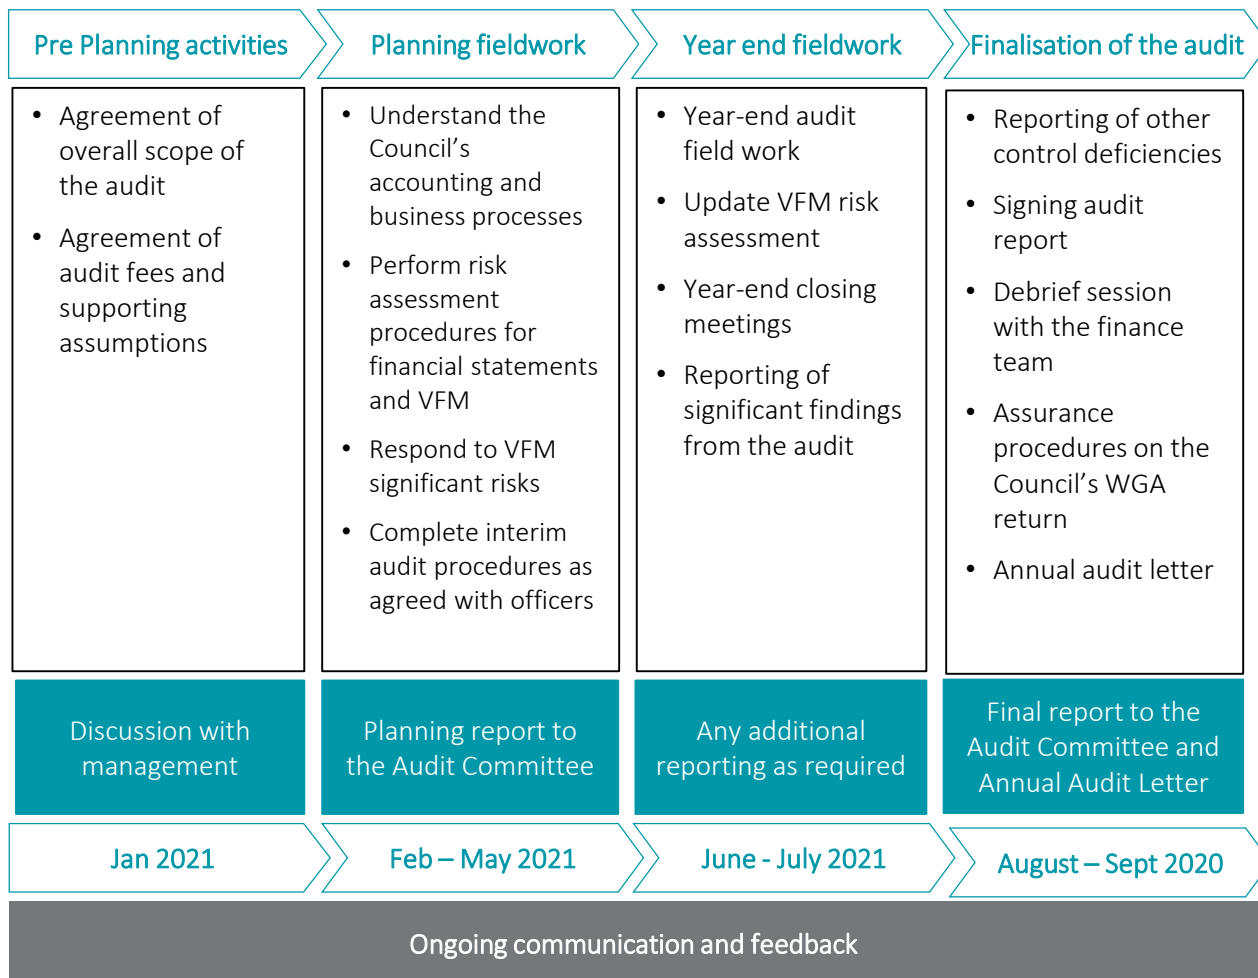 Pre Planning activities
Planning fieldwork
Year end fieldwork
Finalisation of the audit
• Agreement of
overall scope of
the audit
• Agreement of
audit fees and
supporting
assumptions
• Understand the
Council’s
accounting and
business processes
• Perform risk
assessment
procedures for
financial statements
and VFM
• Respond to VFM
significant risks
• Complete interim
audit procedures as
agreed with officers
• Year-end audit
field work
• Update VFM risk
assessment
• Year-end closing
meetings
• Reporting of
significant findings
from the audit
• Reporting of other
control deficiencies
• Signing audit
report
• Debrief session
with the finance
team
• Assurance
procedures on the
Council’s WGA
return
• Annual audit letter
Discussion with
management
Planning report to
the Audit Committee
Any additional
reporting as required
Final report to the
Audit Committee and
Annual Audit Letter
Jan 2021
Feb – May 2021
June - July 2021
August – Sept 2020
Ongoing communication and feedback